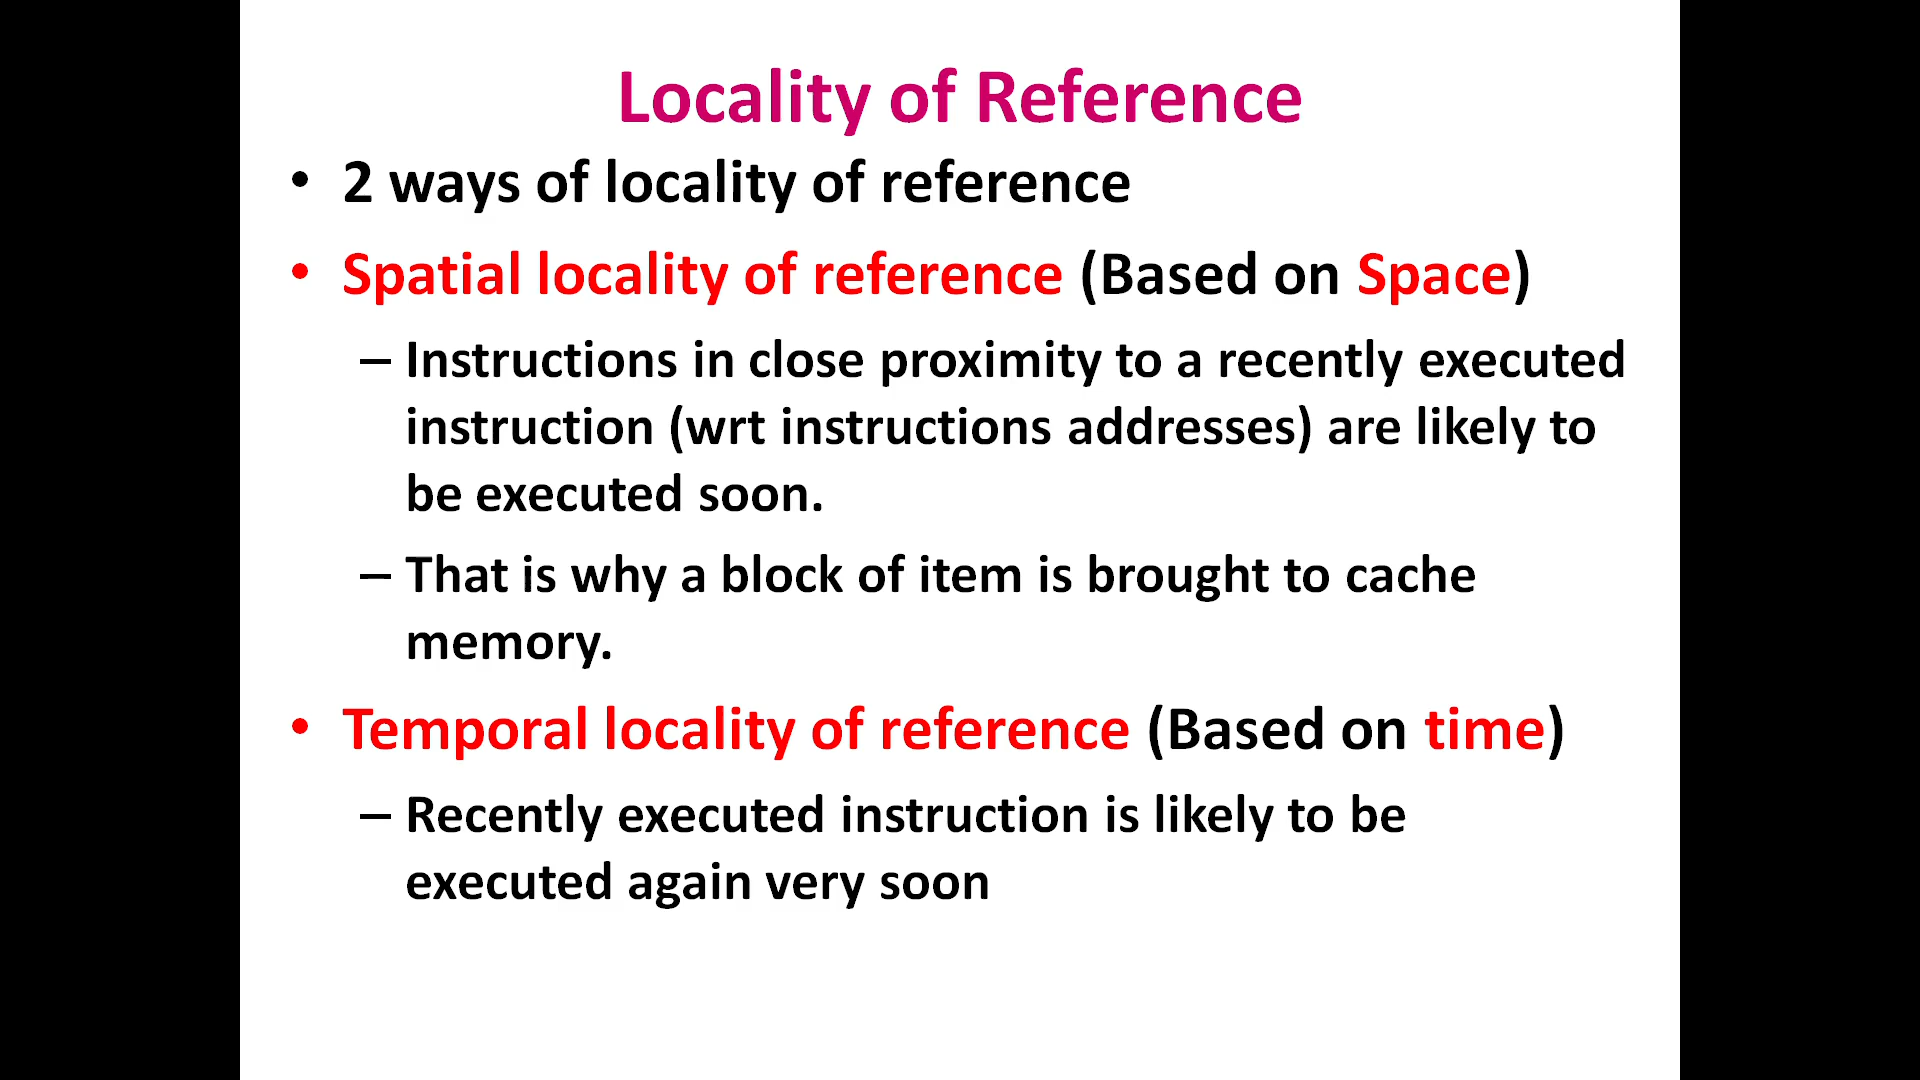 Locality of Reference
• 2 ways of locality of reference
• Spatial locality of reference (Based on Space)
– Instructions in close proximity to a recently executed
instruction (wrt instructions addresses) are likely to
be executed soon.
– That is why a block of item is brought to cache
memory.
• Temporal locality of reference (Based on time)
– Recently executed instruction is likely to be
executed again very soon